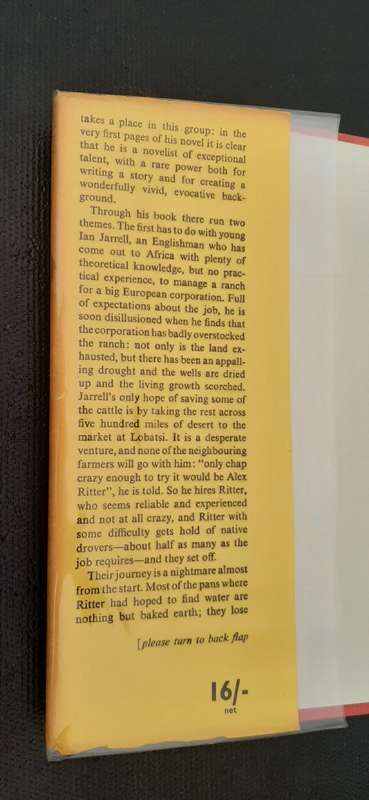 takes a place in this group: in the
very first pages of his novel it is clear
that he is a novelist of exceptional
talent, with a rare power both for
writing a story and for creating a
wonderfully vivid, evocative back-
ground.
Through his book there run two
themes. The first has to do with young
Ian Jarrell, an Englishman who has
come out to Africa with plenty of
theoretical knowledge, but no prac-
tical experience, to manage a ranch
for a big European corporation. Full
of expectations about the job, he is
soon disillusioned when he finds that
the corporation has badly overstocked
the ranch: not only is the land ex-
hausted, but there has been an appall-
ing drought and the wells are dried
up and the living growth scorched.
Jarrell's only hope of saving some of
the cattle is by taking the rest across
five hundred miles of desert to the
market at Lobatsi. It is a desperate
venture, and none of the neighbouring
farmers will go with him: "only chap
crazy enough to try it would be Alex
Ritter", he is told. So he hires Ritter,
who seems reliable and experienced
and not at all crazy, and Ritter with
some difficulty gets hold of native
drovers—about half as many as the
job requires—and they set off.
Their journey is a nightmare almost
from the start. Most of the pans where
Ritter had hoped to find water are
nothing but baked earth; they lose
[please turn to back flap
16/-
net